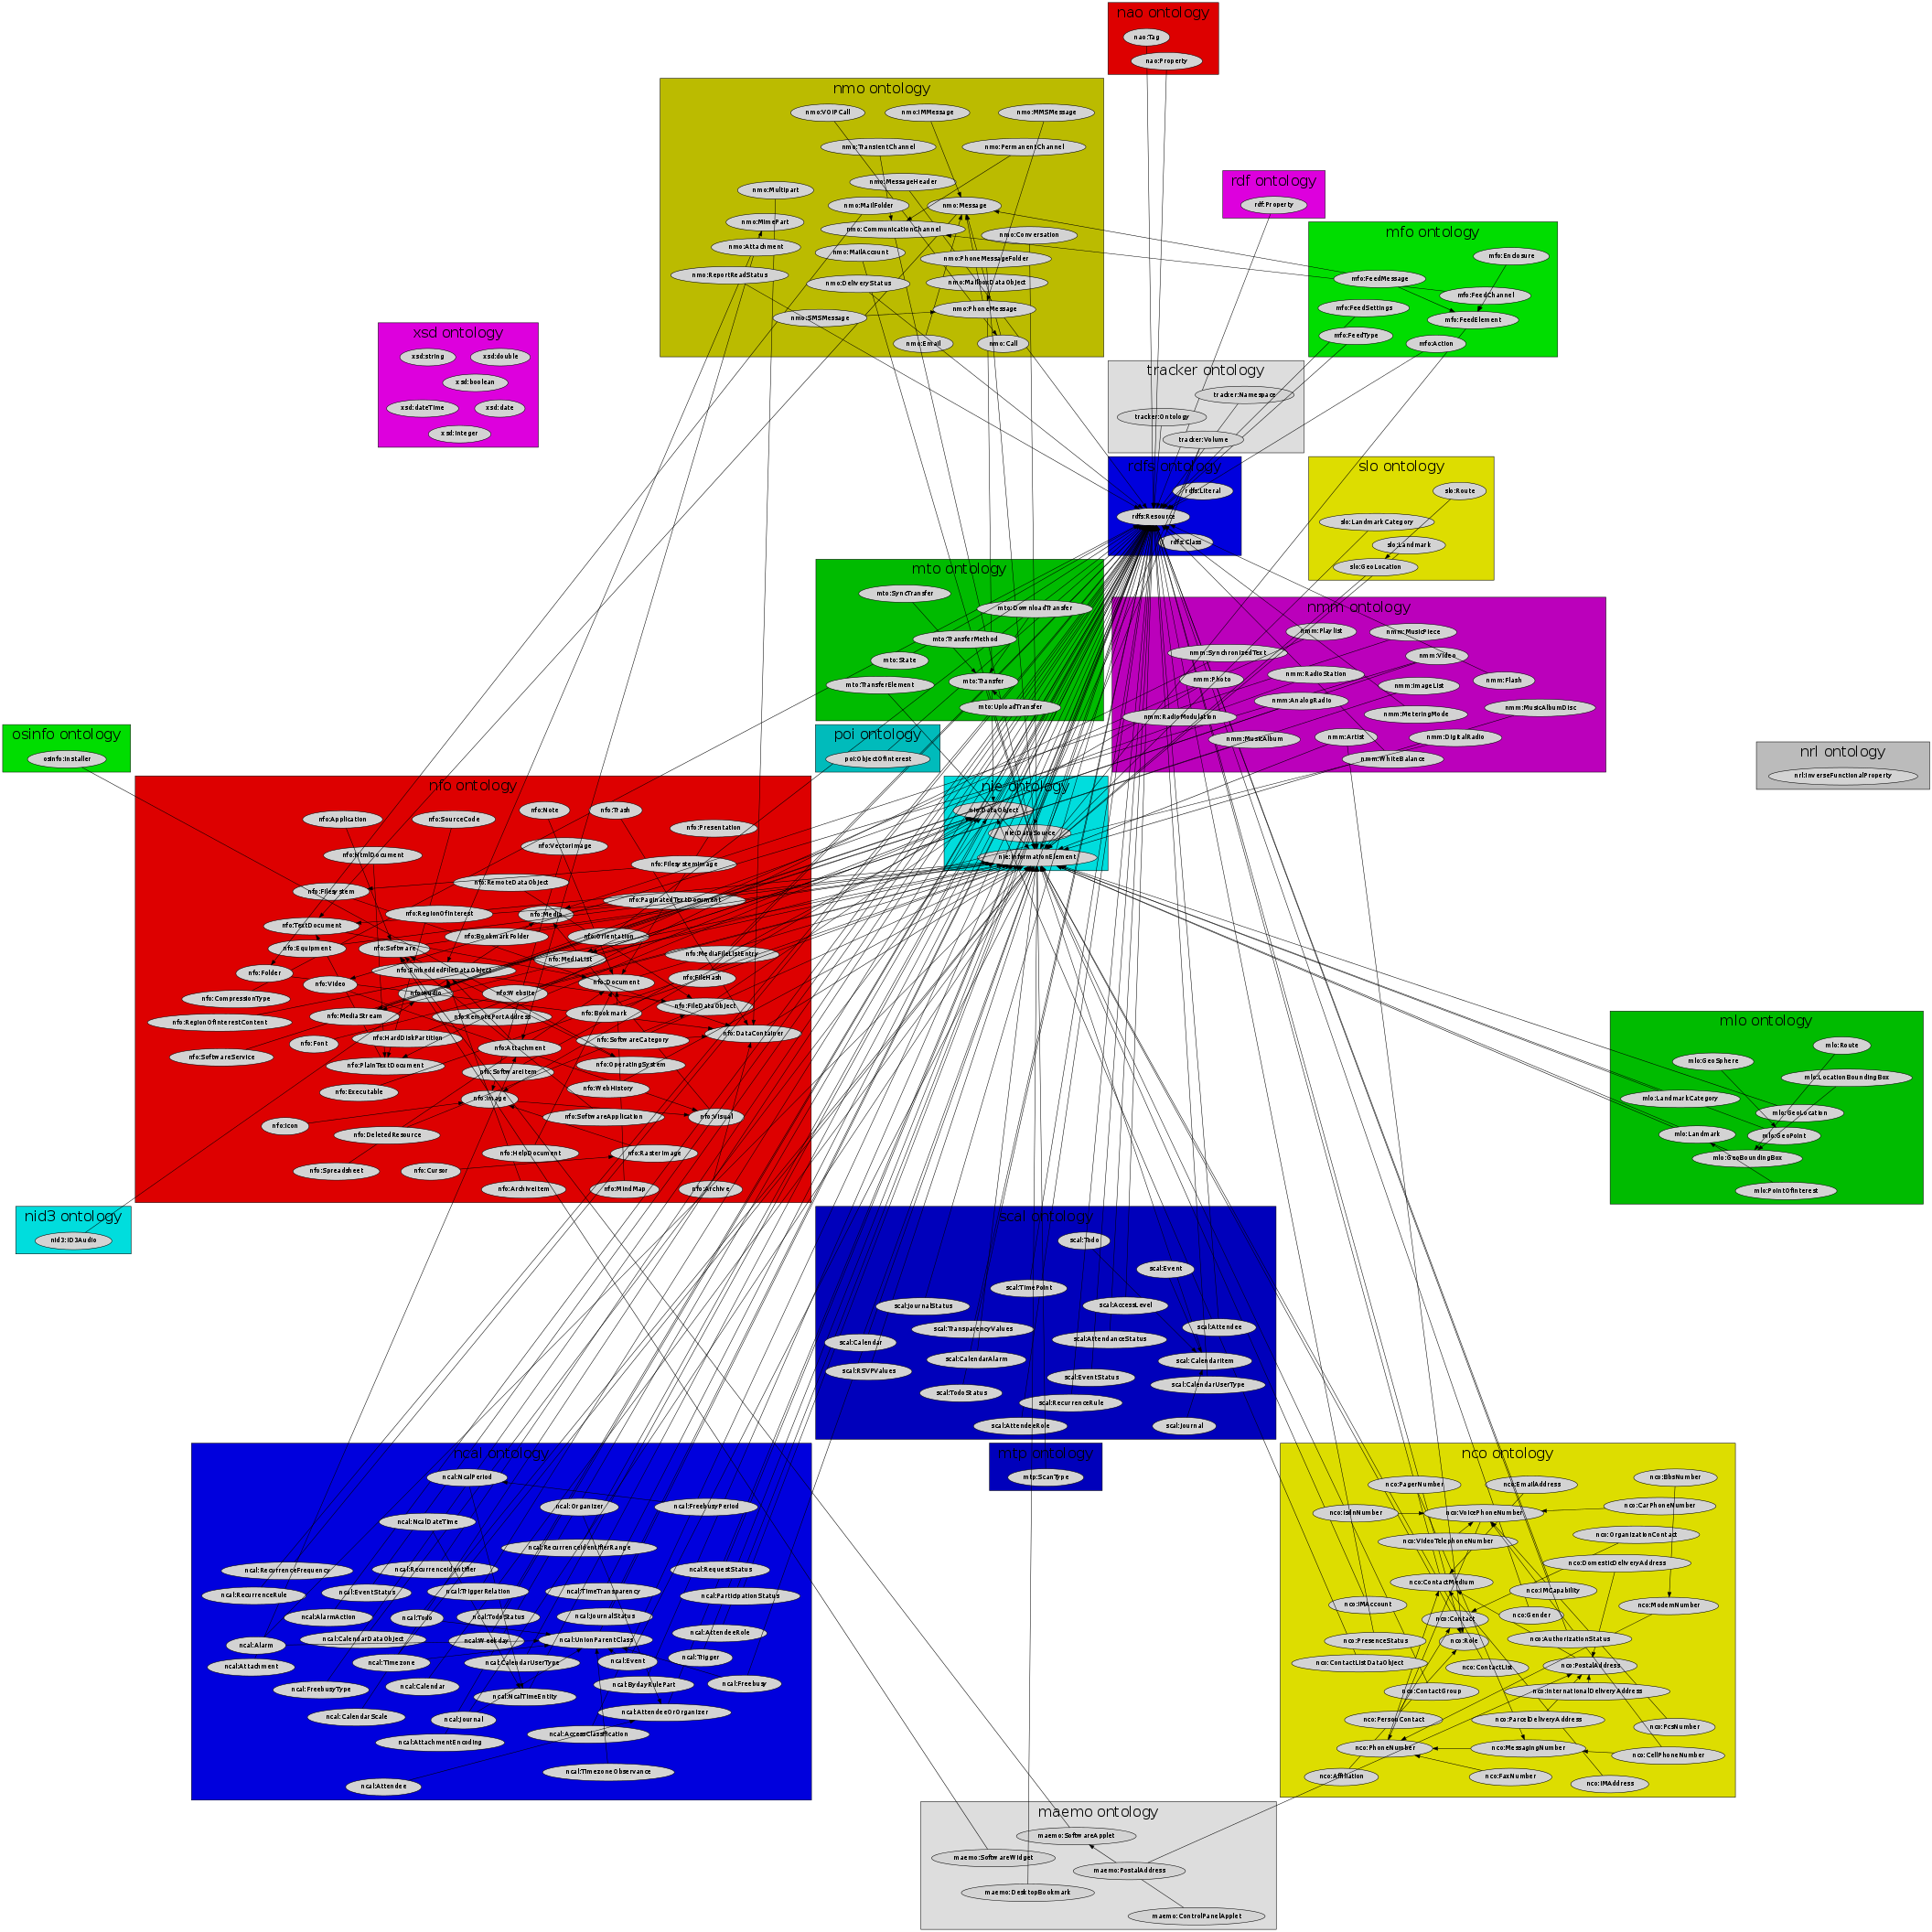 nao ontology
nao:Tag
nao:Property
nmo ontology
nmo:VOIPCall
nmo:IMMessage
nmo:MMSMessage
nmo:TransientChannel
nmo:PermanentChannel
nmo:MessageHeader
nmo:Multipart
nmo:MailFolder
nmo:Message
nmo:MimePart
nmo:CommunicationChannel
nmo:Conversation
nmo:Attachment
nmo:MailAccount
nmo:PhoneMessageFolder
nmo:ReportReadStatus
nmo:DeliveryStatus
nmo:MailboxDataObject
nmo:PhoneMessage
nmo:SMSMessage
nmo:Email
nmo:Call
rdf ontology
rdf:Property
mfo ontology
mfo:Enclosure
mfo:FeedMessage
mfo:FeedChannel
mfo:FeedSettings
mfo:FeedElement
mfo:FeedType
mfo:Action
xsd ontology
xsd:string
xsd:double
xsd:boolean
xsd:dateTime
xsd:date
xsd:integer
tracker ontology
tracker:Namespace
tracker:Ontology
tracker:Volume
rdfs ontology
rdfs:Literal
rdfs:Resource
rdfs:Class
slo ontology
slo:Route
slo:LandmarkCategory
slo:Landmark
slo:GeoLocation
mto ontology
mto:SyncTransfer
mto:DownloadTransfer
mto:TransferMethod
mto:State
mto:TransferElement
mto:Transfer
mto:UploadTransfer
nmm ontology
nmm:Playlist
nmm:MusicPiece
nmm:SynchronizedText
nmm:Video
nmm:RadioStation
nmm:Photo
nmm:Flash
nmm:ImageList
nmm:AnalogRadio
nmm:MusicAlbumDisc
nmm:RadioModulation
nmm:MeteringMode
nmm:MusicAlbum
nmm:Artist
nmm:DigitalRadio
nmm:WhiteBalance
osinfo ontology
osinfo:Installer
poi ontology
poi:ObjectOfInterest
nrl ontology
nrl:InverseFunctionalProperty
nie ontology
nie:DataObject
nie:DataSource
nie:InformationElement
nfo ontology
nfo:Note
nfo:Trash
nfo:Application
nfo:SourceCode
nfo:Presentation
nfo:VectorImage
nfo:HtmlDocument
nfo:FilesystemImage
nfo:RemoteDataObject
nfo:Filesystem
nfo:PaginatedTextDocument
nfo:RegionOfInterest
nfo:Media
nfo:TextDocument
nfo:BookmarkFolder
nfo:Orientation
nfo:Equipment
nfo:Software
nfo:MediaFileListEntry
nfo:MediaList
nfo:Folder
nfo:EmbeddedFileDataObject
nfo:FileHash
nfo:Video
nfo:Document
nfo:CompressionType
nfo:Audio
nfo:Website
nfo:FileDataObject
nfo:RegionOfInterestContent
nfo:MediaStream
nfo:RemotePortAddress
nfo:Bookmark
nfo:DataContainer
nfo:Font
nfo:HardDiskPartition
nfo:SoftwareCategory
nfo:SoftwareService
nfo:Attachment
nfo:PlainTextDocument
nfo:OperatingSystem
nfo:SoftwareItem
nfo:Executable
nfo:WebHistory
nfo:Image
nfo:SoftwareApplication
nfo:Visual
nfo:Icon
nfo:DeletedResource
nfo:HelpDocument
nfo:RasterImage
nfo:Spreadsheet
nfo:Cursor
nfo:ArchiveItem
nfo:MindMap
nfo:Archive
mlo ontology
mlo:Route
mlo:GeoSphere
mlo:LocationBoundingBox
mlo:LandmarkCategory
mlo:GeoLocation
mlo:Landmark
mlo:GeoPoint
mlo:GeoBoundingBox
mlo:PointOfInterest
nid3 ontology
nid3:ID3Audio
scal ontology
scal:Todo
scal:Event
scal:TimePoint
scal:JournalStatus
scal:AccessLevel
scal:TransparencyValues
scal:Attendee
scal:Calendar
scal:AttendanceStatus
scal:CalendarAlarm
scal:CalendarItem
scal:RSVPValues
scal:EventStatus
scal:CalendarUserType
scal:TodoStatus
scal:RecurrenceRule
scal:AttendeeRole
scal:Journal
ncal ontology
ncal:NcalPeriod
ncal:Organizer
ncal:FreebusyPeriod
ncal:NcalDateTime
ncal:RecurrenceIdentifierRange
ncal:RecurrenceFrequency
ncal:RecurrenceIdentifier
ncal:RequestStatus
ncal:RecurrenceRule
ncal:EventStatus
ncal:TriggerRelation
ncal:TimeTransparency
ncal:ParticipationStatus
ncal:AlarmAction
ncal:Todo
ncal:TodoStatus
ncal:JournalStatus
ncal:AttendeeRole
ncal:Alarm
ncal:CalendarDataObject
ncal:Weekday
ncal:UnionParentClass
ncal:Attachment
ncal:Timezone
ncal:CalendarUserType
ncal:Event
ncal:Trigger
ncal:FreebusyType
ncal:Calendar
ncal:BydayRulePart
ncal:Freebusy
ncal:NcalTimeEntity
ncal:CalendarScale
ncal:Journal
ncal:AttendeeOrOrganizer
ncal:AccessClassification
ncal:AttachmentEncoding
ncal:TimezoneObservance
ncal:Attendee
mtp ontology
mtp:ScanType
nco ontology
nco:PagerNumber
nco:EmailAddress
nco:BbsNumber
nco:IsdnNumber
nco:VoicePhoneNumber
nco:CarPhoneNumber
nco:VideoTelephoneNumber
nco:OrganizationContact
nco:DomesticDeliveryAddress
nco:ContactMedium
nco:IMCapability
nco:IMAccount
nco:Contact
nco:Gender
nco:ModemNumber
nco:PresenceStatus
nco:Role
nco:AuthorizationStatus
nco:ContactListDataObject
nco:ContactList
nco:PostalAddress
nco:ContactGroup
nco:InternationalDeliveryAddress
nco:PersonContact
nco:ParcelDeliveryAddress
nco:PcsNumber
nco:PhoneNumber
nco:MessagingNumber
nco:CellPhoneNumber
nco:Affiliation
nco:FaxNumber
nco:IMAddress
maemo ontology
maemo:SoftwareApplet
maemo:SoftwareWidget
maemo:PostalAddress
maemo:DesktopBookmark
maemo:ControlPanelApplet